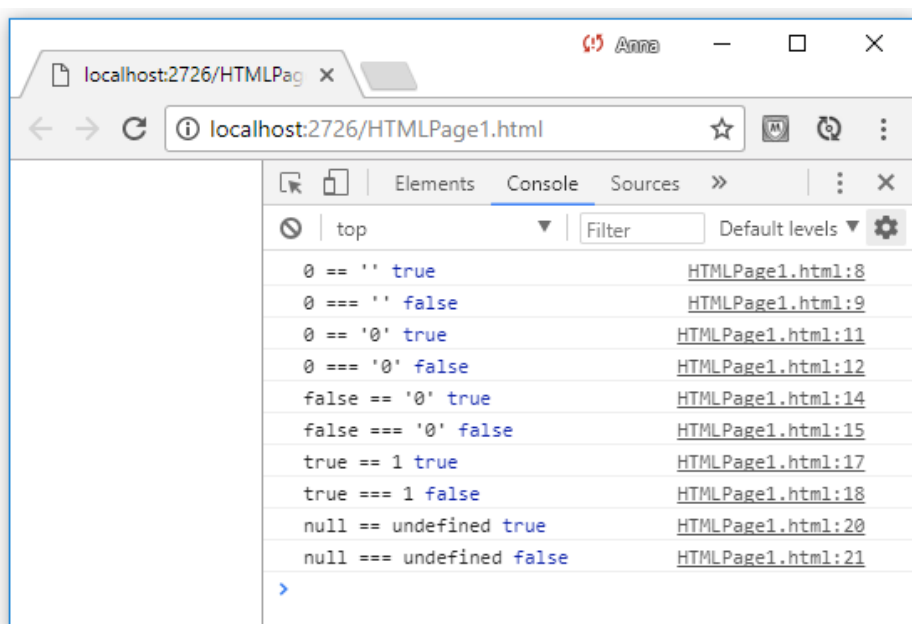 Anna
localhost:2726/HTMLPag
localhost:2726/HTMLPage1.html
Elements Console Sources »
top Filter Default levels
0 == '' true HTMLPage1.html:8
0 === '' false HTMLPage1.html:9
0 == '0' true HTMLPage1.html:11
0 === '0' false HTMLPage1.html:12
false == '0' true HTMLPage1.html:14
false === '0' false HTMLPage1.html:15
true == 1 true HTMLPage1.html:17
true === 1 false HTMLPage1.html:18
null == undefined true HTMLPage1.html:20
null === undefined false HTMLPage1.html:21